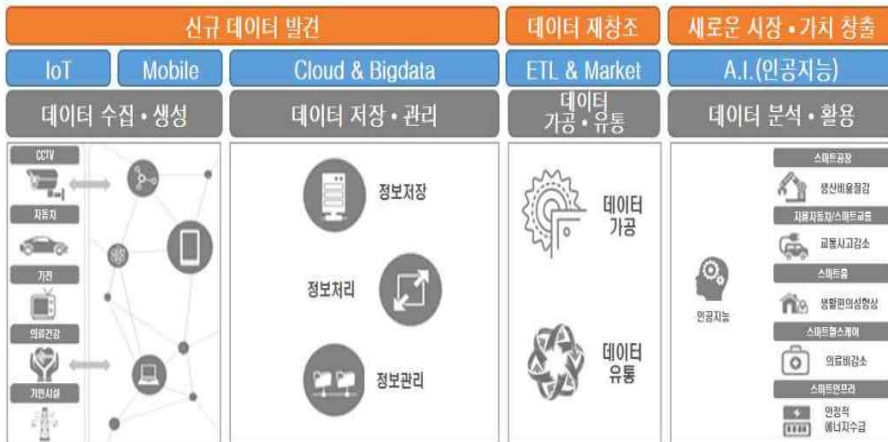 신규 데이터 발견
데이터 재창조
새로운 시장 • 가치 창출
IoT
Mobile
Cloud & Bigdata
ETL & Market
A.I.(인공지능)
데이터 수집 • 생성
데이터 저장 • 관리
데이터
가공 • 유통
데이터 분석 • 활용
CCTV
자동차
가전
의료건강
기반시설
정보저장
정보처리
정보관리
데이터
가공
데이터
유통
인공지능
스마트공장
생산비용절감
자율자동차/스마트교통
교통사고감소
스마트홈
생활편의성향상
스마트헬스케어
의료비감소
스마트인프라
안정적
에너지수급